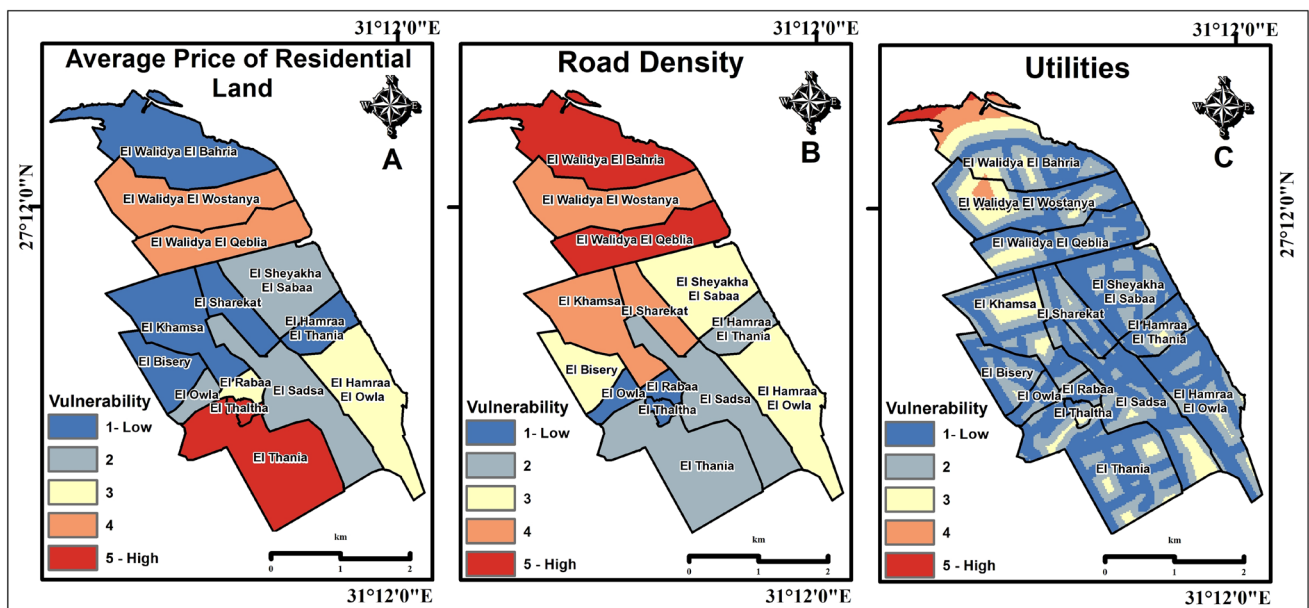 31°12'0"E
31°12'0"E
31°12'0"E
27°12'0"N
Average Price of Residential
Land
N
W
E
S
A
El Walidya El Bahria
El Walidya El Wostanya
El Walidya El Qeblia
El Sheyakha
El Sabaa
El Sharekat
El Khamsa
El Hamraa
El Thania
El Bisery
El Rabaa
El Owla
El Sadsa
El Hamraa
El Owla
El Thaltha
El Thania
Vulnerability
1- Low
2
3
4
5 - High
km
0
1
2
31°12'0"E
Road Density
N
W
E
S
B
El Walidya El Bahria
El Walidya El Wostanya
El Walidya El Qeblia
El Sheyakha
El Sabaa
El Khamsa
El Sharekat
El Hamraa
El Thania
El Bisery
El Rabaa
El Owla
El Sadsa
El Hamraa
El Owla
El Thaltha
El Thania
Vulnerability
1- Low
2
3
4
5 - High
km
0
1
2
31°12'0"E
Utilities
N
W
E
S
C
El Walidya El Bahria
El Walidya El Wostanya
El Walidya El Qeblia
El Sheyakha
El Sabaa
El Khamsa
El Sharekat
El Hamraa
El Thania
El Bisery
El Rabaa
El Owla
El Sadsa
El Hamraa
El Owla
El Thaltha
El Thania
Vulnerability
1- Low
2
3
4
5 - High
km
0
1
2
31°12'0"E
27°12'0"N